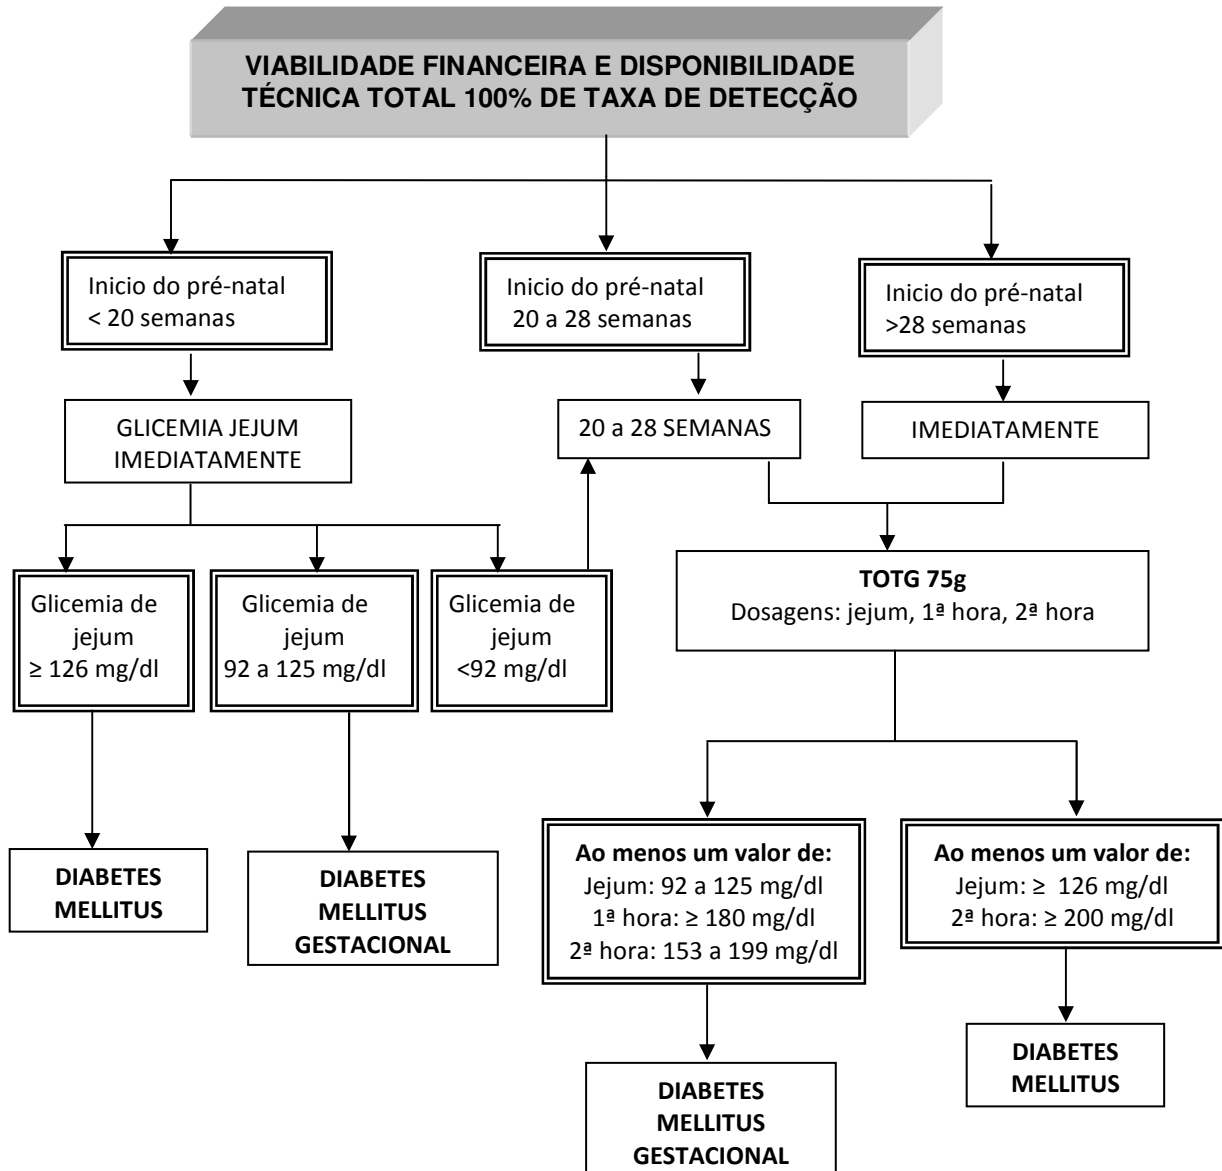 VIABILIDADE FINANCEIRA E DISPONIBILIDADE
TÉCNICA TOTAL 100% DE TAXA DE DETECÇÃO
Inicio do pré-natal
< 20 semanas
Inicio do pré-natal
20 a 28 semanas
Inicio do pré-natal
>28 semanas
GLICEMIA JEJUM
IMEDIATAMENTE
20 a 28 SEMANAS
IMEDIATAMENTE
Glicemia de
jejum
≥ 126 mg/dl
Glicemia de
jejum
92 a 125 mg/dl
Glicemia de
jejum
<92 mg/dl
TOTG 75g
Dosagens: jejum, 1ª hora, 2ª hora
DIABETES
MELLITUS
DIABETES
MELLITUS
GESTACIONAL
Ao menos um valor de:
Jejum: 92 a 125 mg/dl
1ª hora: ≥ 180 mg/dl
2ª hora: 153 a 199 mg/dl
Ao menos um valor de:
Jejum: ≥ 126 mg/dl
2ª hora: ≥ 200 mg/dl
DIABETES
MELLITUS
GESTACIONAL
DIABETES
MELLITUS